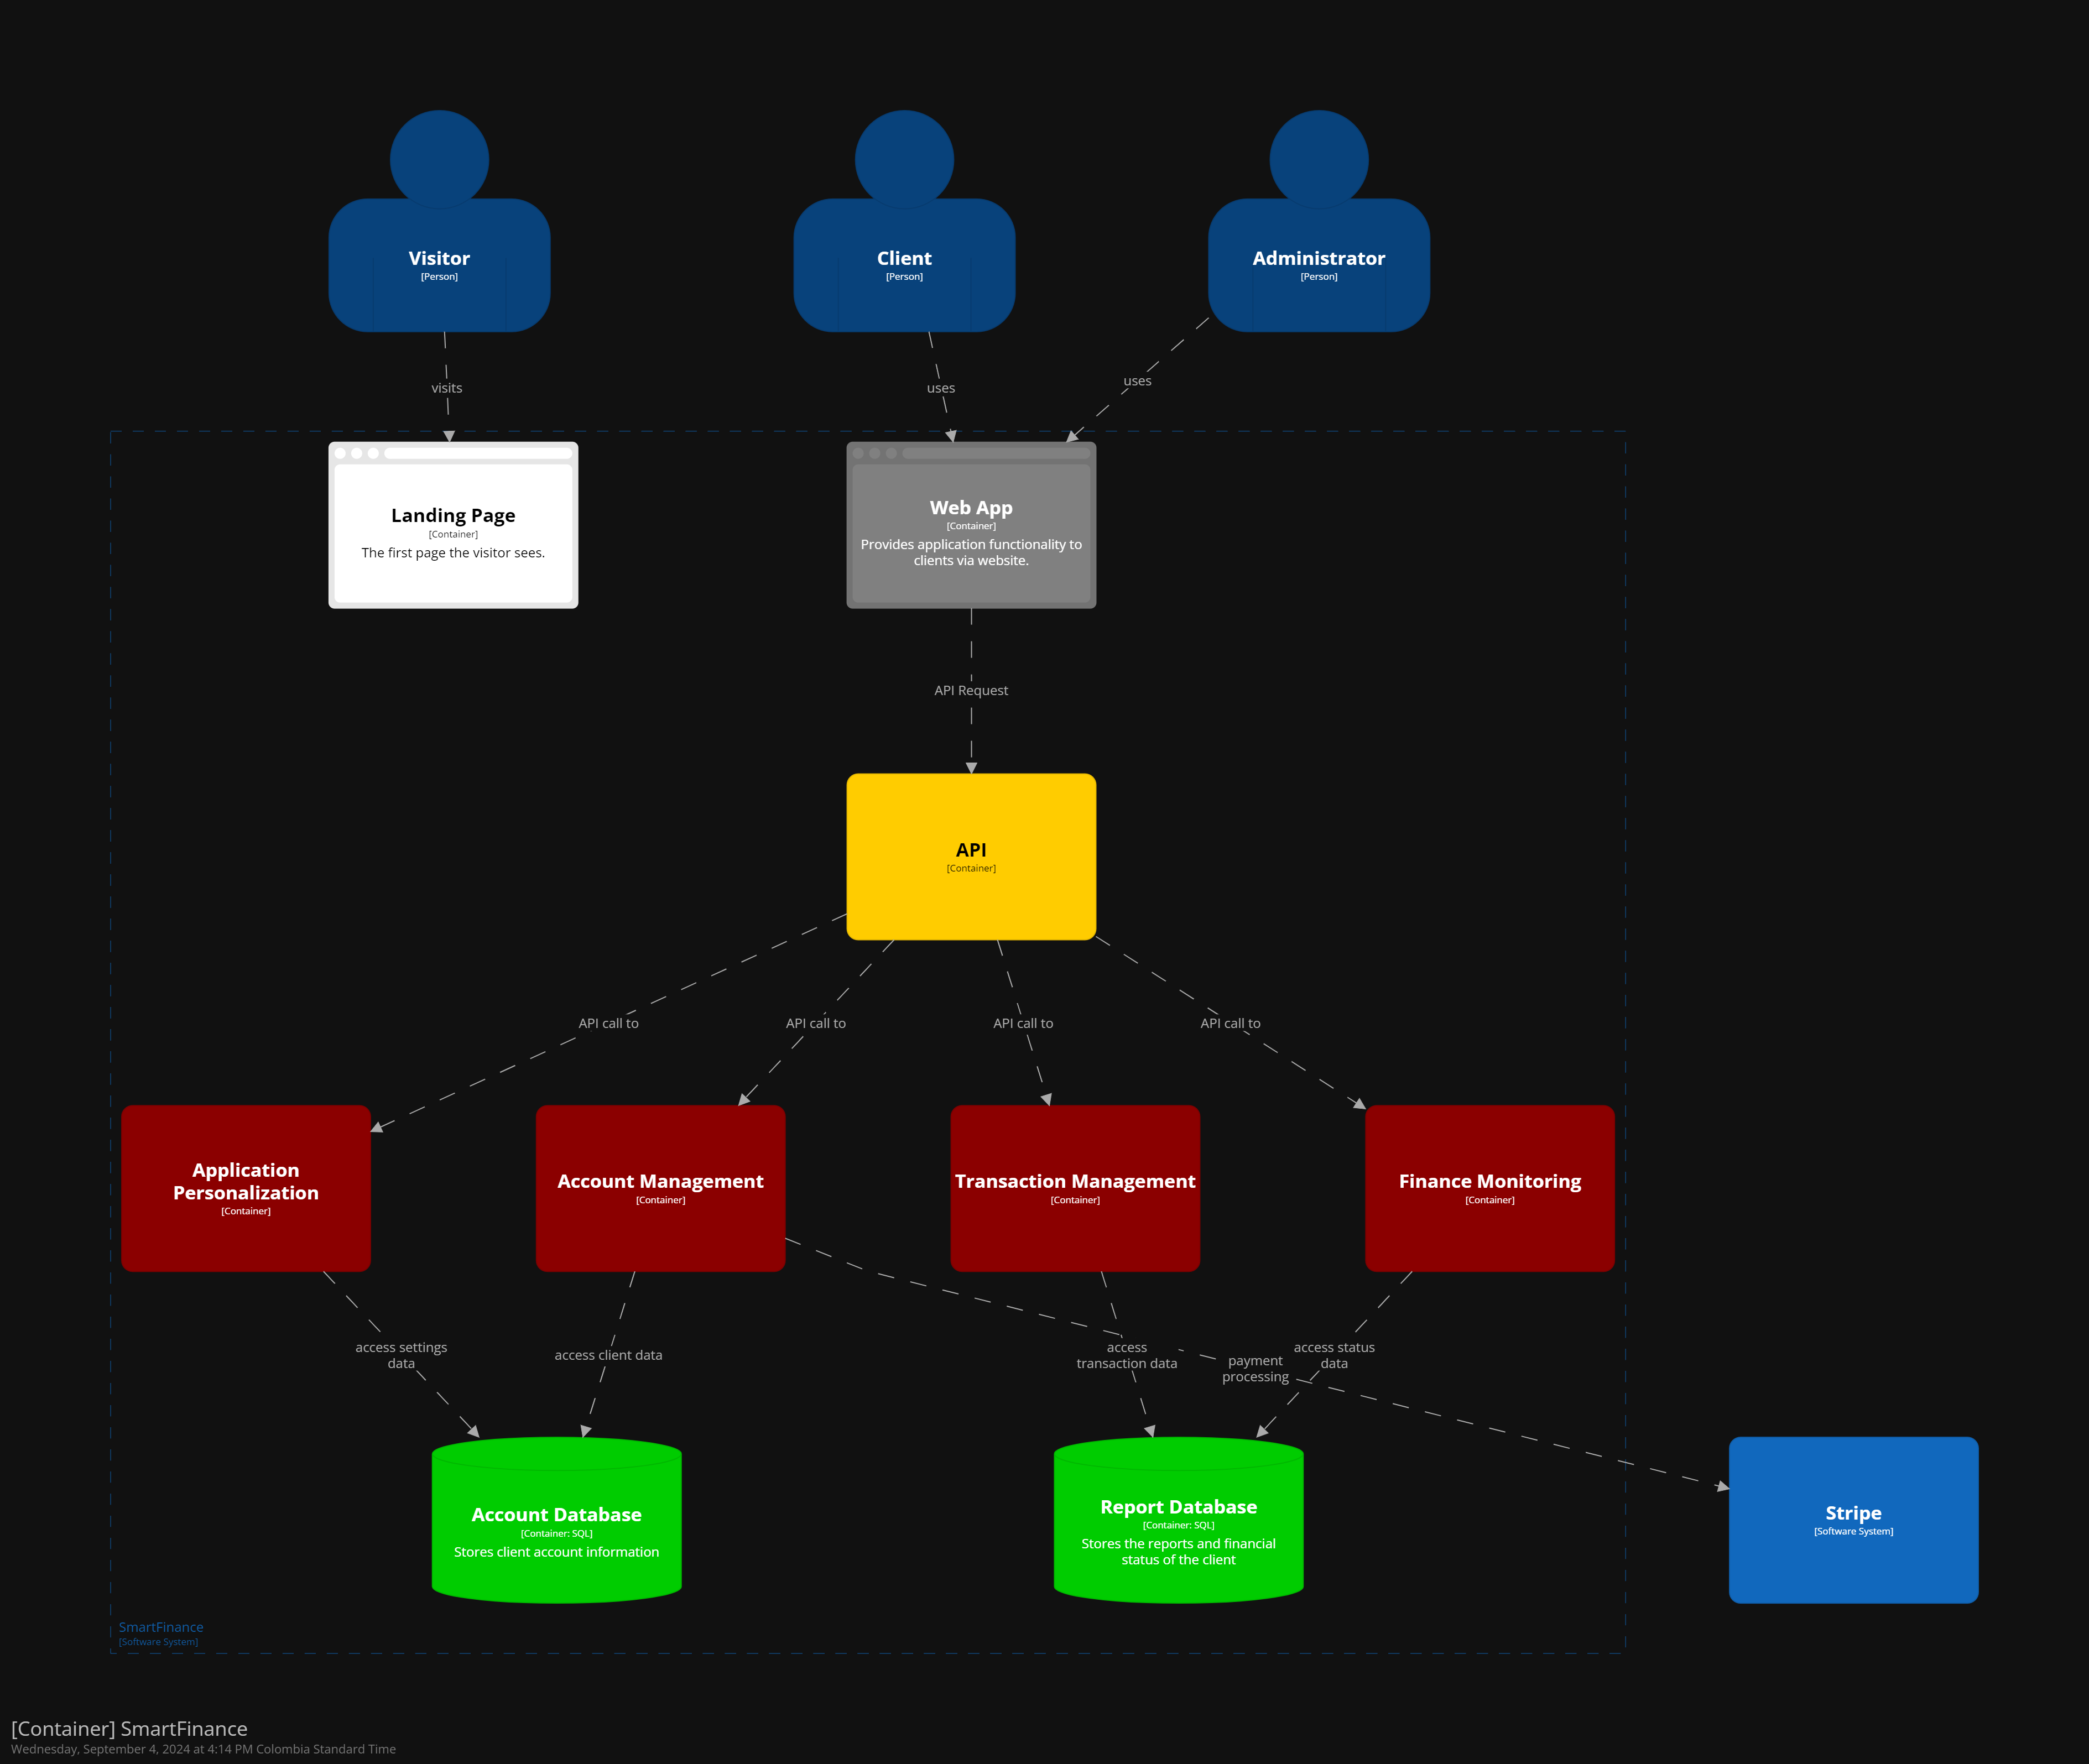 Visitor
[Person]
Client
[Person]
Administrator
[Person]
visits
uses
uses
Landing Page
[Container]
The first page the visitor sees.
Web App
[Container]
Provides application functionality to
clients via website.
API Request
API
[Container]
API call to
API call to
API call to
API call to
Application
Personalization
[Container]
Account Management
[Container]
Transaction Management
[Container]
Finance Monitoring
[Container]
access settings
data
access client data
access
transaction data
payment
processing
access status
data
Account Database
[Container: SQL]
Stores client account information
Report Database
[Container: SQL]
Stores the reports and financial
status of the client
Stripe
[Software System]
SmartFinance
[Software System]
[Container] SmartFinance
Wednesday, September 4, 2024 at 4:14 PM Colombia Standard Time